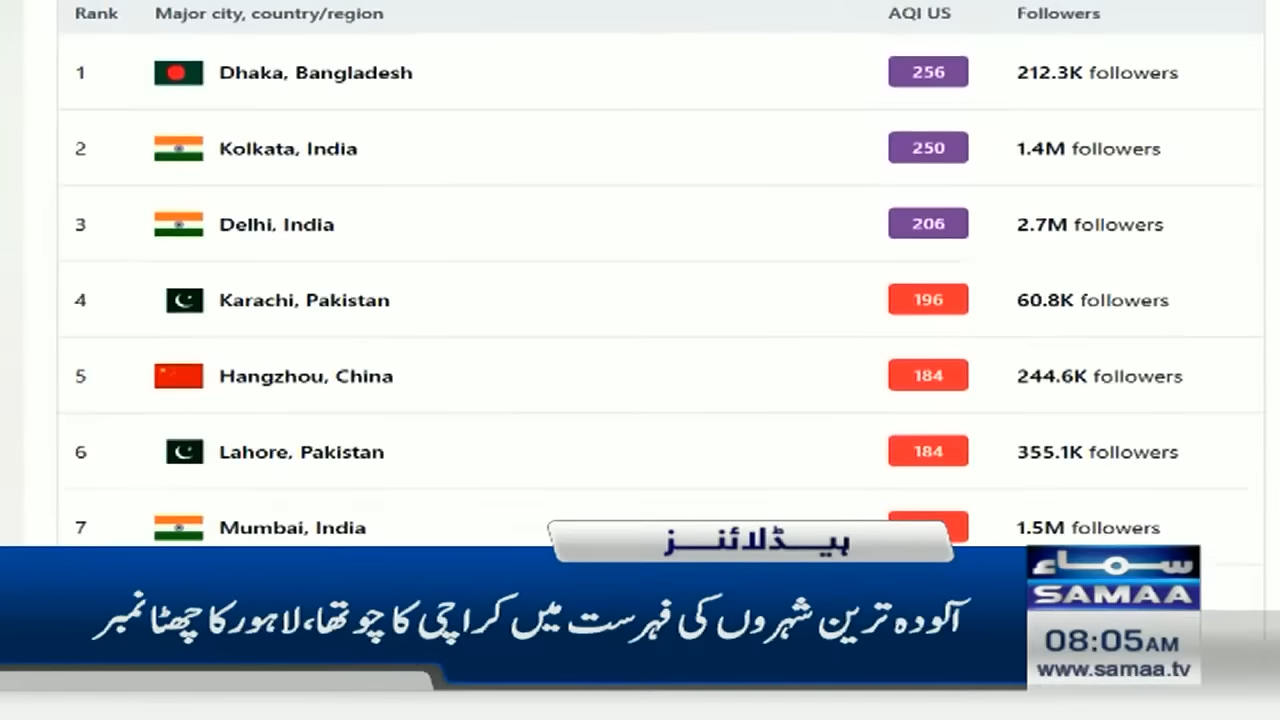 Rank Major city, country/region AQI US Followers
1 Dhaka, Bangladesh 256 212.3K followers
2 Kolkata, India 250 1.4M followers
3 Delhi, India 206 2.7M followers
4 Karachi, Pakistan 196 60.8K followers
5 Hangzhou, China 184 244.6K followers
6 Lahore, Pakistan 184 355.1K followers
7 Mumbai, India 1.5M followers
ہیڈلائنز
آلودہ ترین شہروں کی فہرست میں کراچی کا چوتھا،لاہور کا چھٹا نمبر
سماء
SAMAA
08:05AM
www.samaa.tv